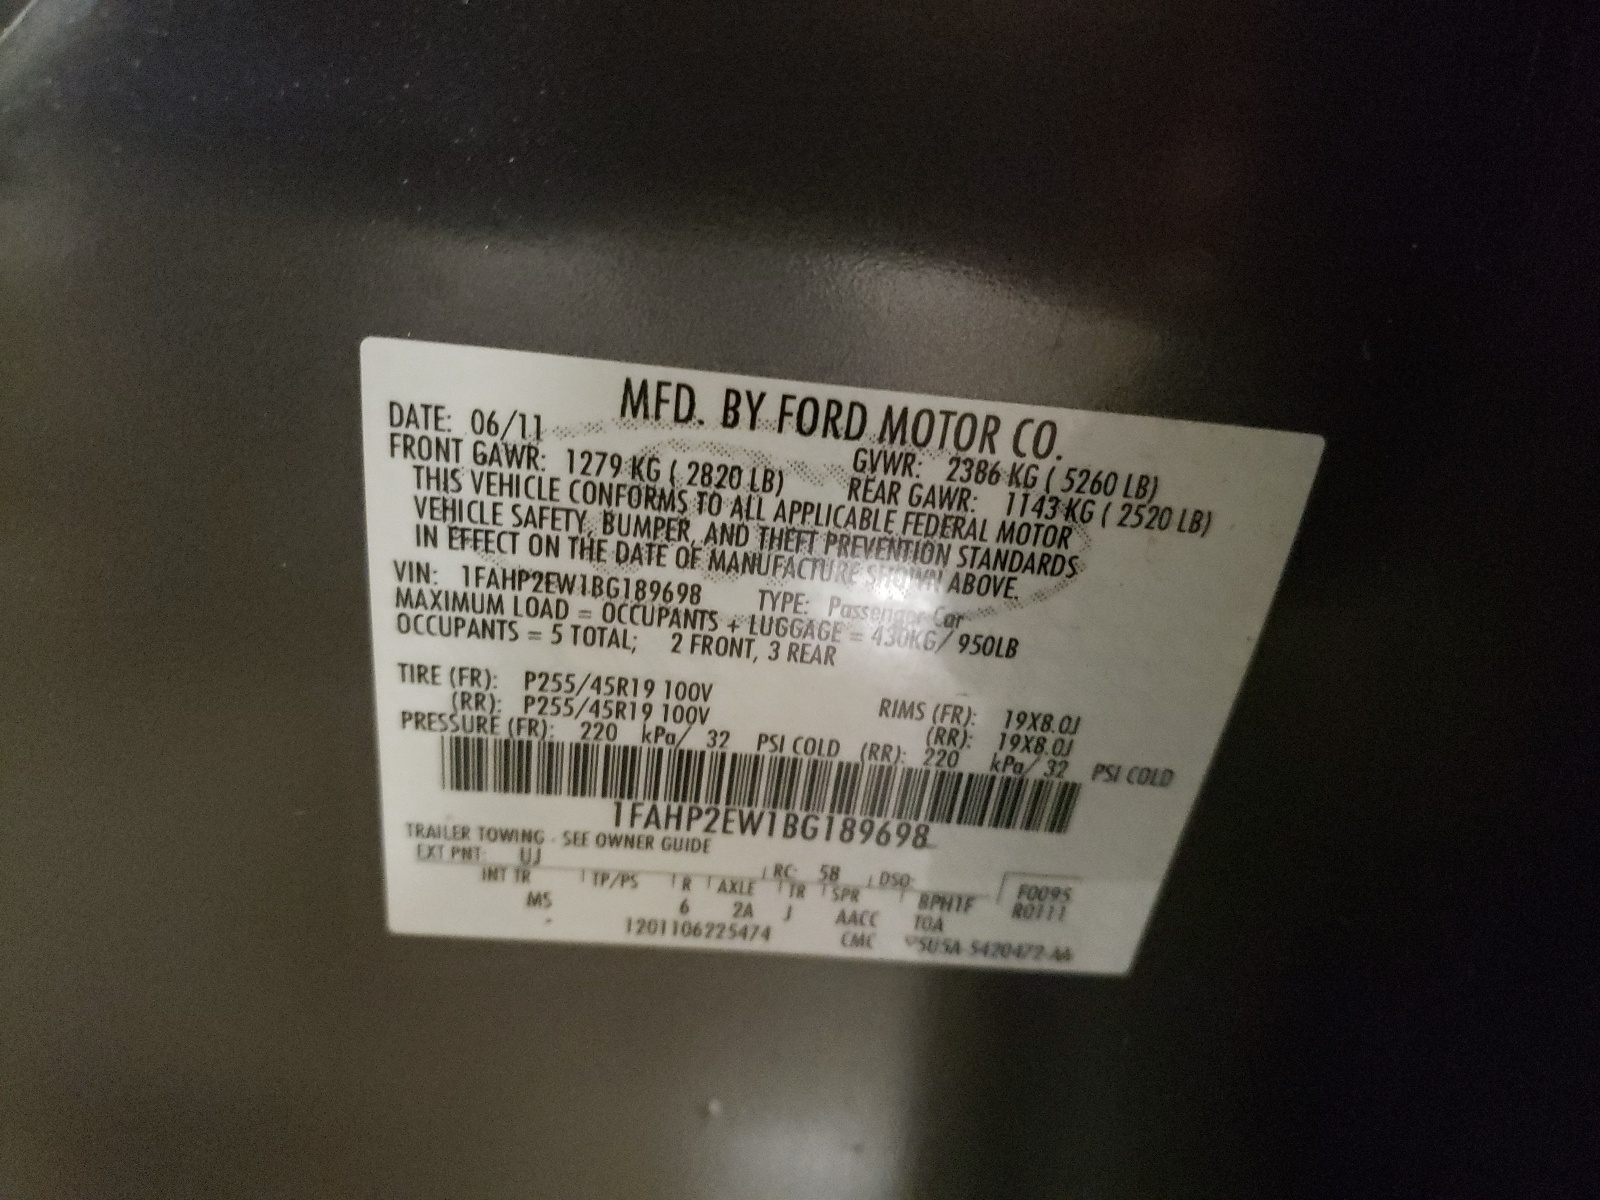 MFD. BY FORD MOTOR CO.
DATE: 06/11 GVWR: 2386 KG ( 5260 LB)
FRONT GAWR: 1279 KG ( 2820 LB) REAR GAWR: 1143 KG ( 2520 LB)
THIS VEHICLE CONFORMS TO ALL APPLICABLE FEDERAL MOTOR
VEHICLE SAFETY, BUMPER, AND THEFT PREVENTION STANDARDS
IN EFFECT ON THE DATE OF MANUFACTURE SHOWN ABOVE.
VIN: 1FAHP2EW1BG189698 TYPE: Passenger Car
MAXIMUM LOAD = OCCUPANTS + LUGGAGE = 430KG/ 950LB
OCCUPANTS = 5 TOTAL; 2 FRONT, 3 REAR
TIRE (FR): P255/45R19 100V RIMS (FR): 19X8.0J
(RR): P255/45R19 100V (RR): 19X8.0J
PRESSURE (FR): 220 kPa/ 32 PSI COLD (RR): 220 kPa/ 32 PSI COLD
1FAHP2EW1BG189698
TRAILER TOWING - SEE OWNER GUIDE
EXT PNT: UJ RC: 58 DSO: F0095
INT TR TP/PS R AXLE TR SPR BPH1F R0111
MS 6 2A J AACC TOA
1201106225474 CMC